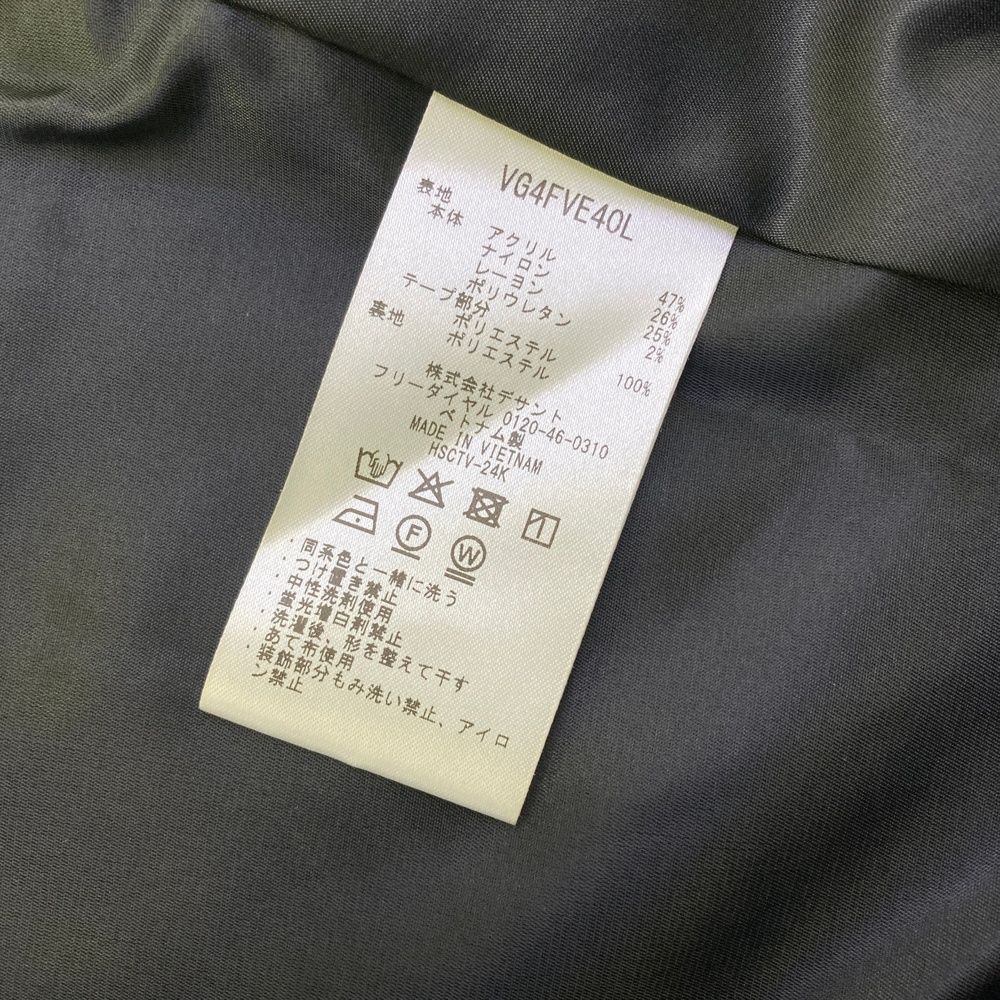 VG4FVE40L
表地
本体
アクリル 47%
ナイロン 26%
レーヨン 25%
ポリウレタン 2%
テープ部分
ポリエステル
裏地 ポリエステル 100%
株式会社デサント
フリーダイヤル 0120-46-0310
ベトナム製
MADE IN VIETNAM
HSCTV-24K
F
W
・同系色と一緒に洗う
・つけ置き禁止
・中性洗剤使用
・蛍光増白剤禁止
・洗濯後、形を整えて干す
・あて布使用
・装飾部分もみ洗い禁止、アイロ
ン禁止